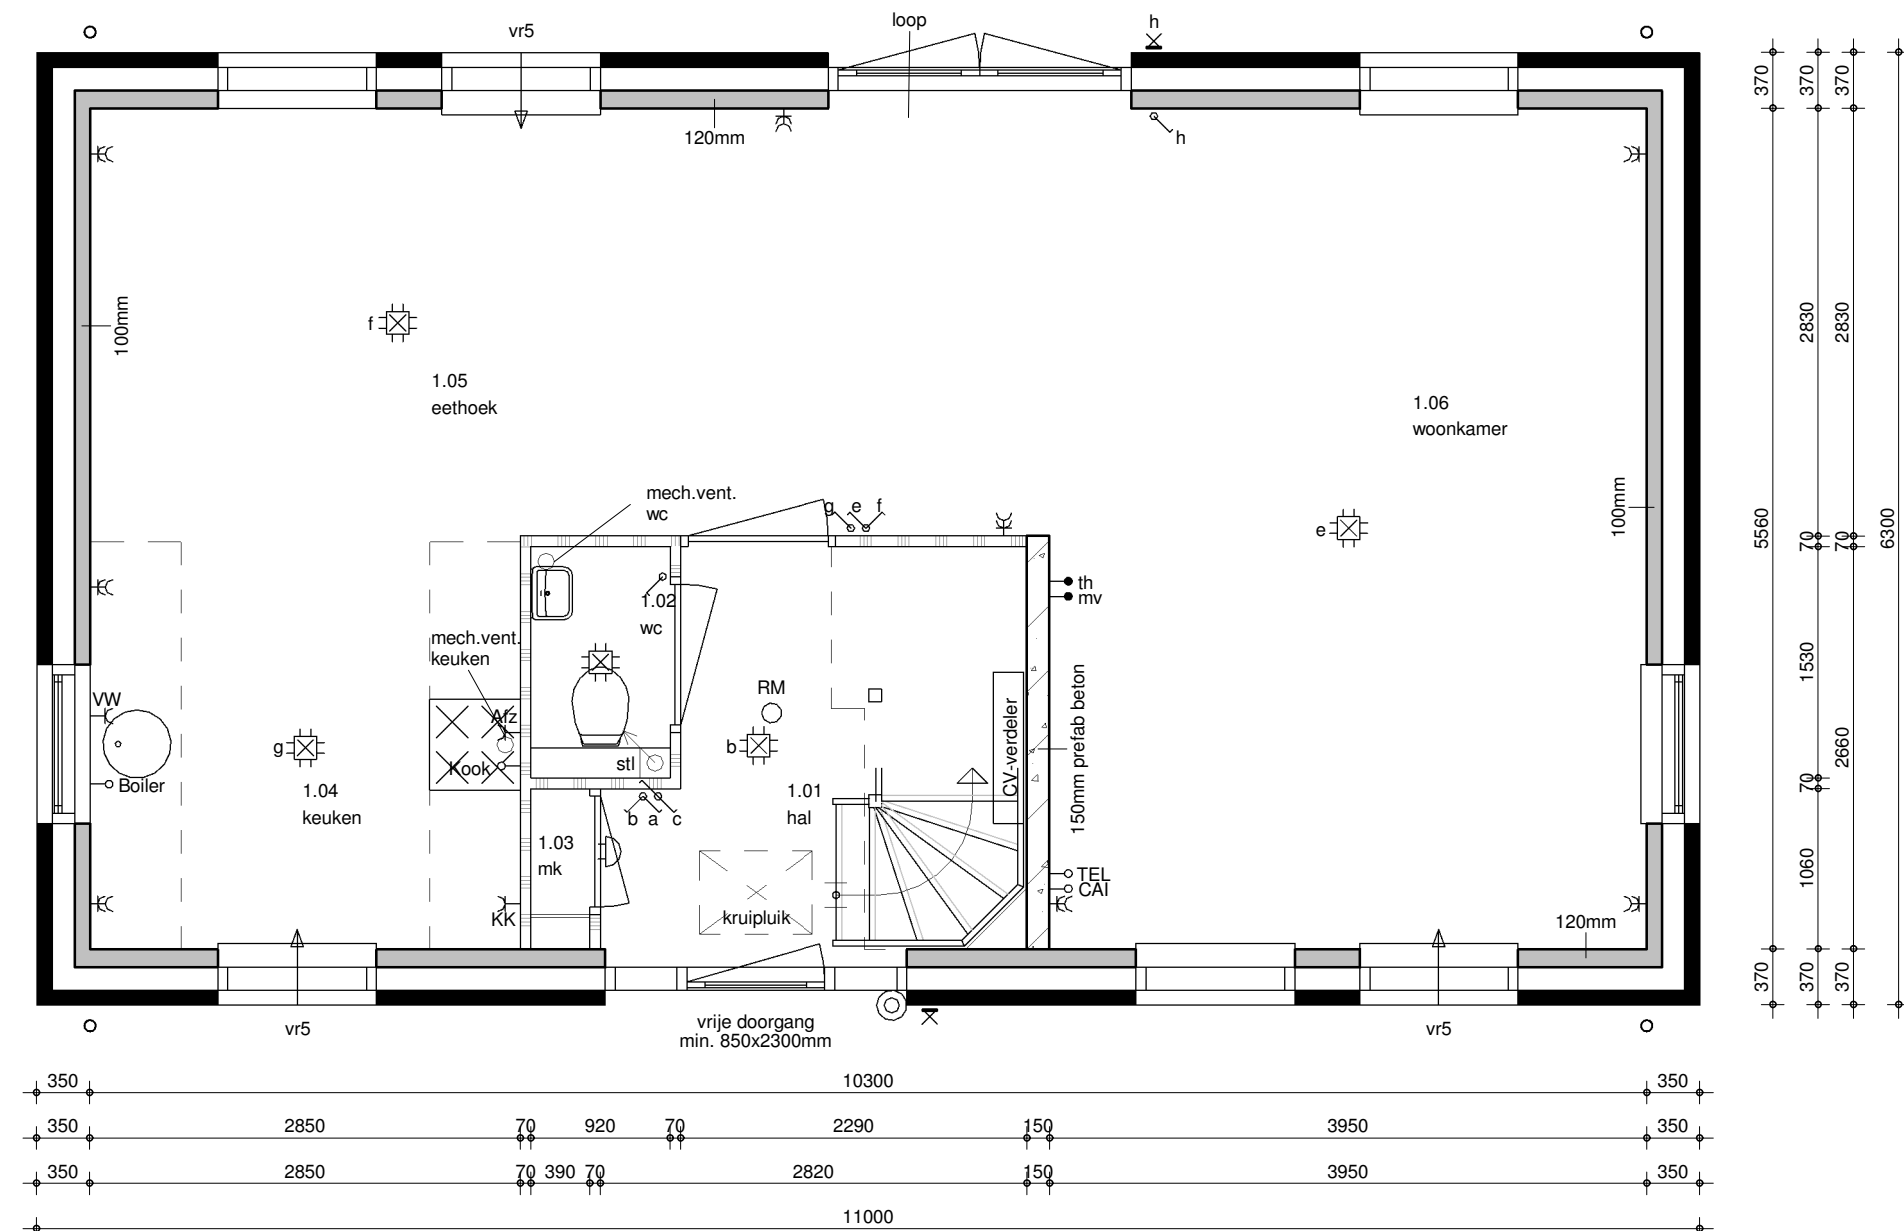 loop
h
vr5
120mm
h
370
370
370
100mm
f
1.05
eethoek
1.06
woonkamer
2830
2830
mech.vent.
wc
g
e
f
e
100mm
5560
70
70
6300
th
mv
1.02
wc
mech.vent.
keuken
VW
Afz
RM
1530
CV-verdeler
150mm prefab beton
g
b
2660
Kook
stl
Boiler
1.04
keuken
1.01
hal
70
b
a
c
1.03
mk
1060
TEL
CAI
KK
kruipluik
120mm
370
370
370
vr5
vrije doorgang
min. 850x2300mm
vr5
350 10300 350
350 2850 70 920 70 2290 150 3950 350
350 2850 70 390 70 2820 150 3950 350
11000